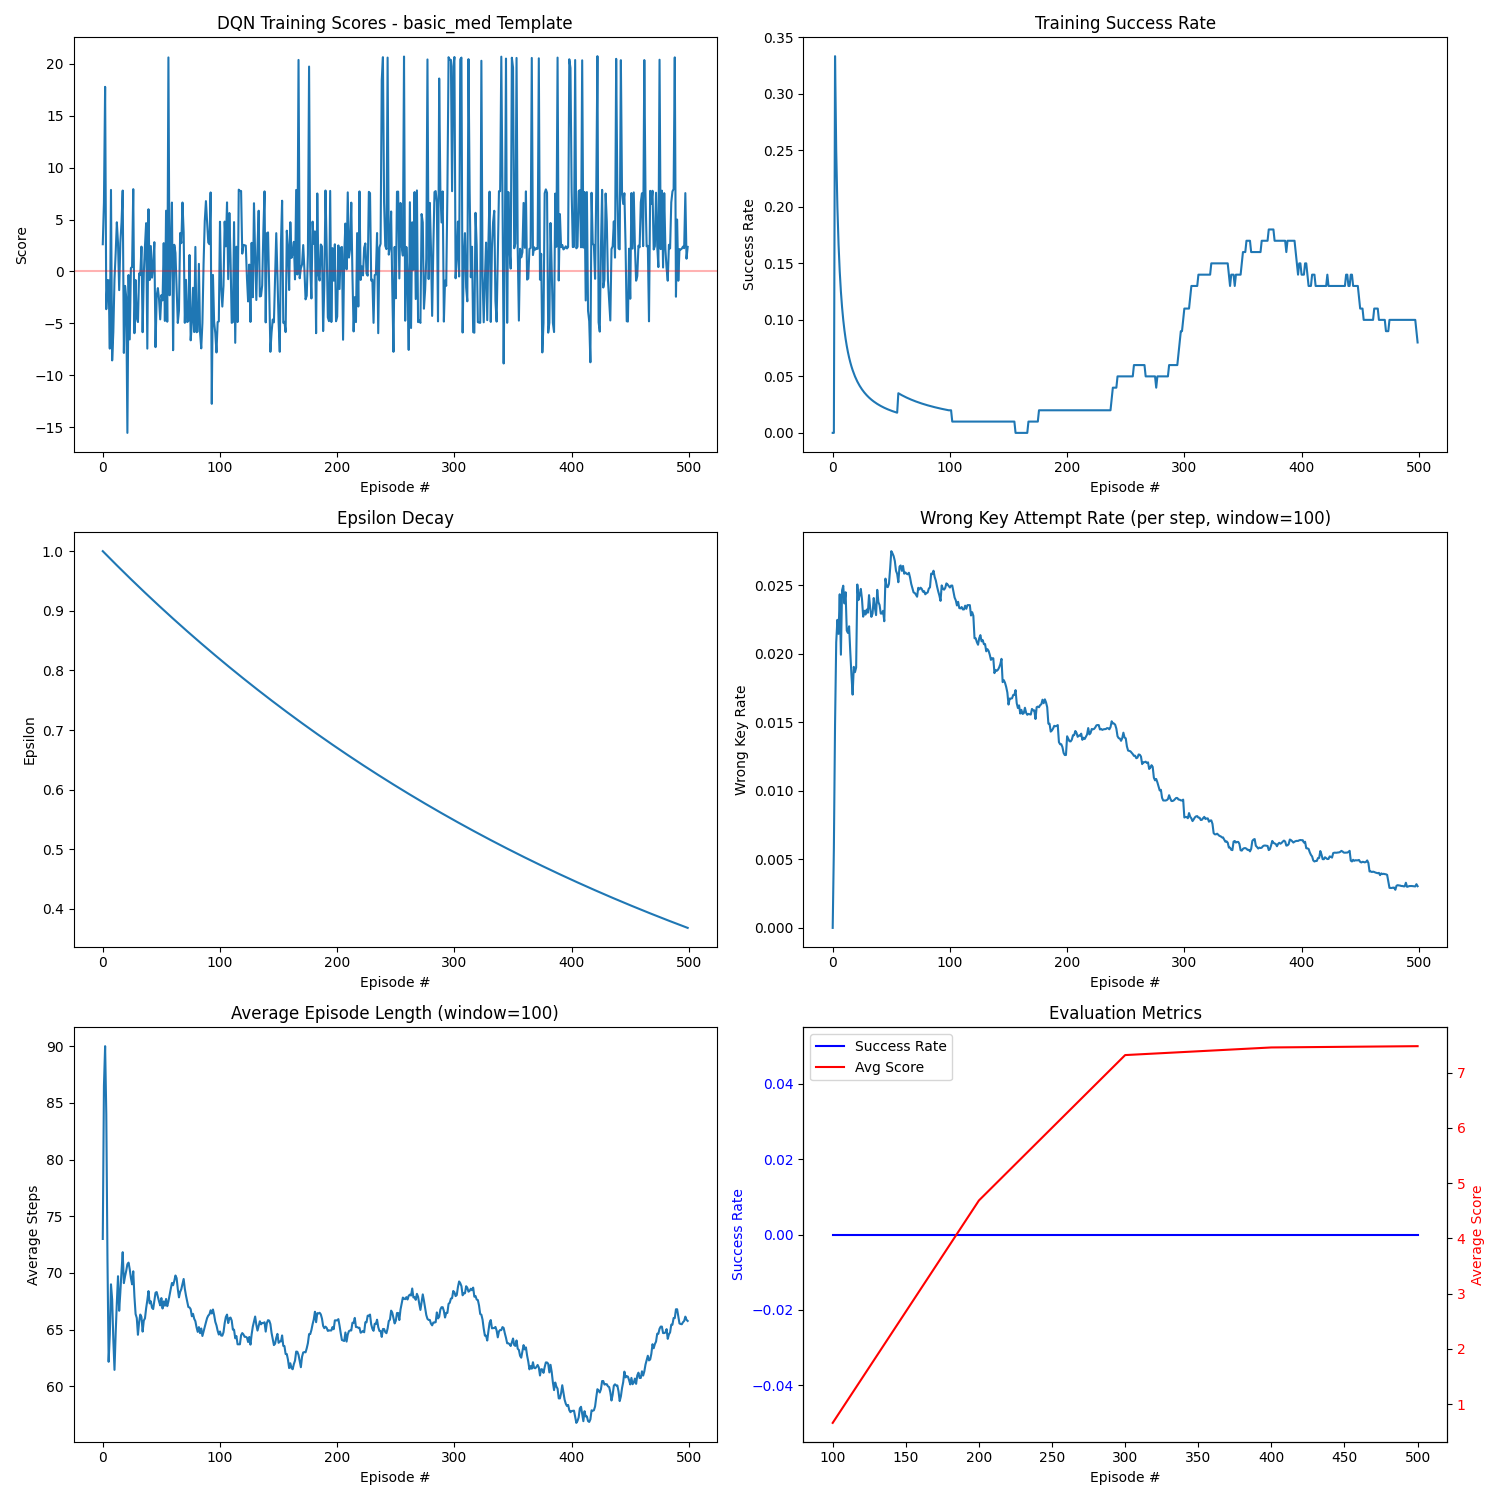 DQN Training Scores - basic_med Template
Score
20
15
10
5
0
−5
−10
−15
0 100 200 300 400 500
Episode #
Training Success Rate
Success Rate
0.35
0.30
0.25
0.20
0.15
0.10
0.05
0.00
0 100 200 300 400 500
Episode #
Epsilon Decay
Epsilon
1.0
0.9
0.8
0.7
0.6
0.5
0.4
0 100 200 300 400 500
Episode #
Wrong Key Attempt Rate (per step, window=100)
Wrong Key Rate
0.025
0.020
0.015
0.010
0.005
0.000
0 100 200 300 400 500
Episode #
Average Episode Length (window=100)
Average Steps
90
85
80
75
70
65
60
0 100 200 300 400 500
Episode #
Evaluation Metrics
Success Rate
Avg Score
Success Rate
0.04
0.02
0.00
−0.02
−0.04
7
6
5
4
3
2
1
Average Score
100 150 200 250 300 350 400 450 500
Episode #